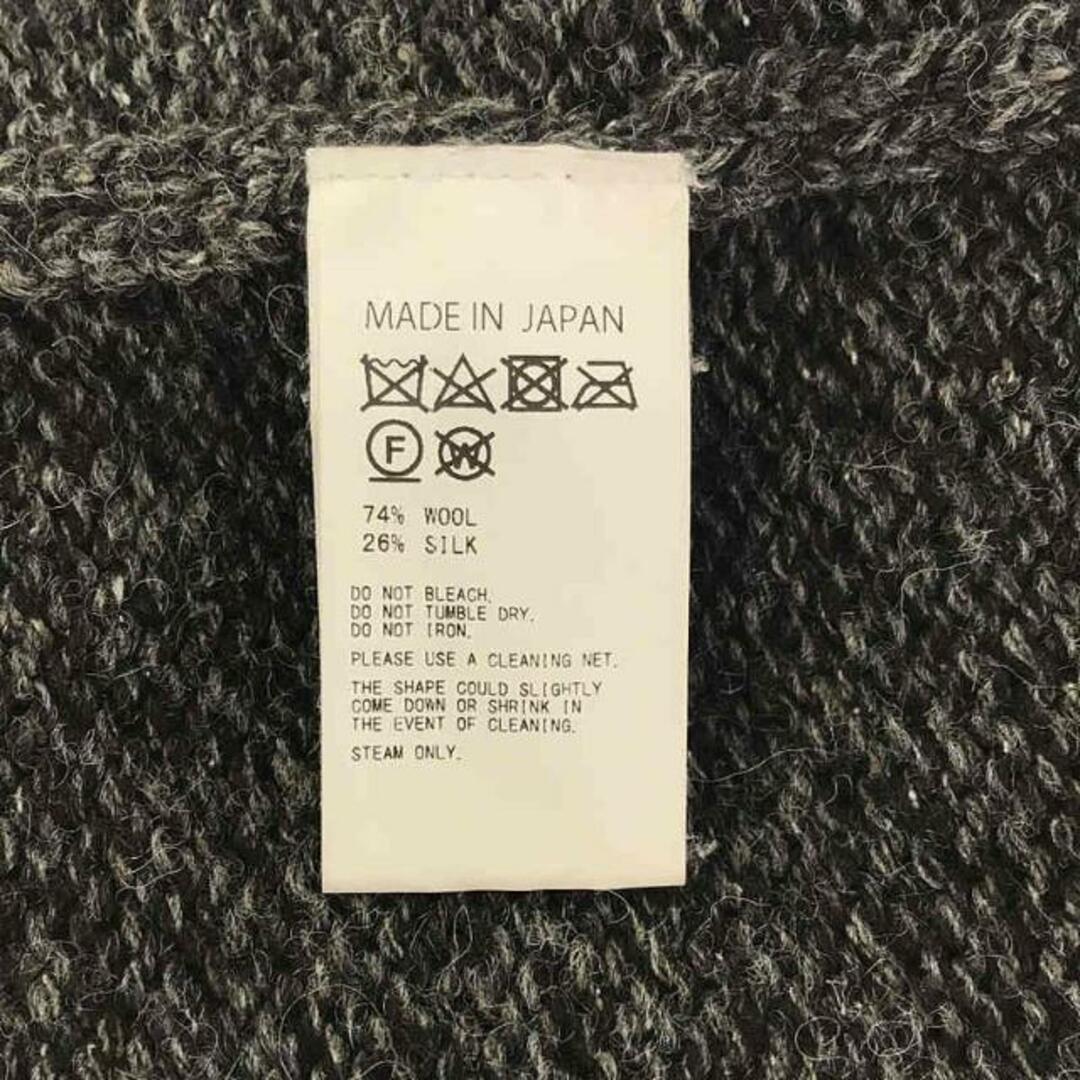 MADE IN JAPAN
F W
74% WOOL
26% SILK
DO NOT BLEACH.
DO NOT TUMBLE DRY.
DO NOT IRON.
PLEASE USE A CLEANING NET.
THE SHAPE COULD SLIGHTLY
COME DOWN OR SHRINK IN
THE EVENT OF CLEANING.
STEAM ONLY.